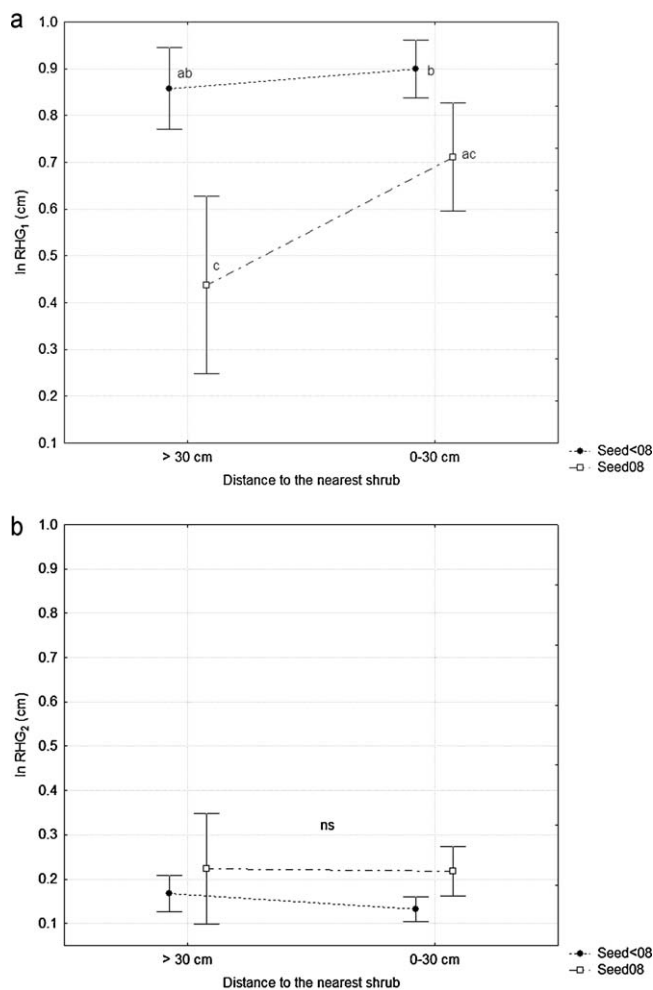 a
1.0
0.9
0.8
0.7
0.6
0.5
0.4
0.3
0.2
0.1
ln RHG₁ (cm)
ab
b
ac
c
> 30 cm
0-30 cm
Distance to the nearest shrub
Seed<08
Seed08
b
1.0
0.9
0.8
0.7
0.6
0.5
0.4
0.3
0.2
0.1
ln RHG₂ (cm)
ns
> 30 cm
0-30 cm
Distance to the nearest shrub
Seed<08
Seed08